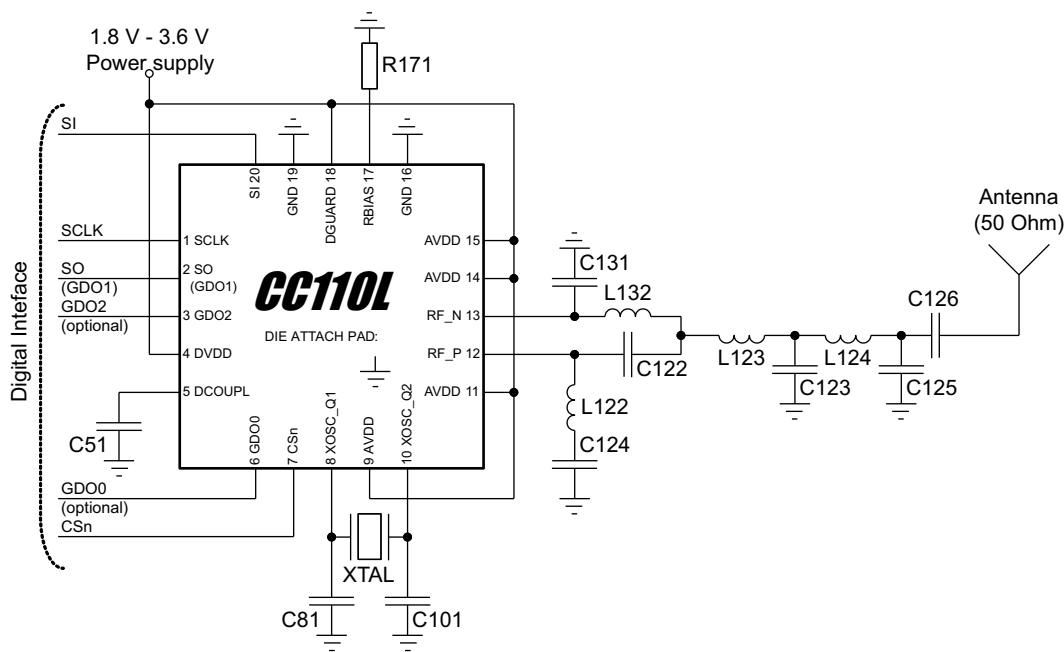 1.8 V - 3.6 V
Power supply
R171
SI
SI 20
GND 19
DGUARD 18
RBIAS 17
GND 16
Antenna
(50 Ohm)
Digital Inteface
SCLK
1 SCLK
AVDD 15
SO
(GDO1)
2 SO
(GDO1)
AVDD 14
C131
CC110L
L132
C126
GDO2
(optional)
3 GDO2
RF_N 13
DIE ATTACH PAD:
4 DVDD
RF_P 12
C122
L123
L124
C123
C125
5 DCOUPL
AVDD 11
L122
C51
6 GDO0
7 CSn
8 XOSC_Q1
9 AVDD
10 XOSC_Q2
C124
GDO0
(optional)
CSn
XTAL
C81
C101